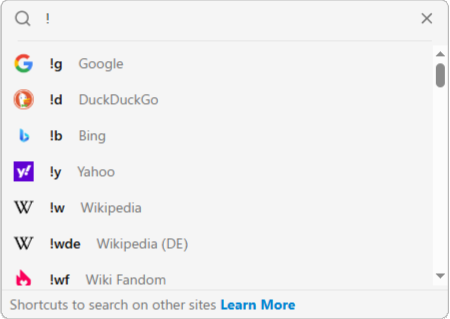 !
!g Google
!d DuckDuckGo
!b Bing
!y Yahoo
!w Wikipedia
!wde Wikipedia (DE)
!wf Wiki Fandom
Shortcuts to search on other sites Learn More